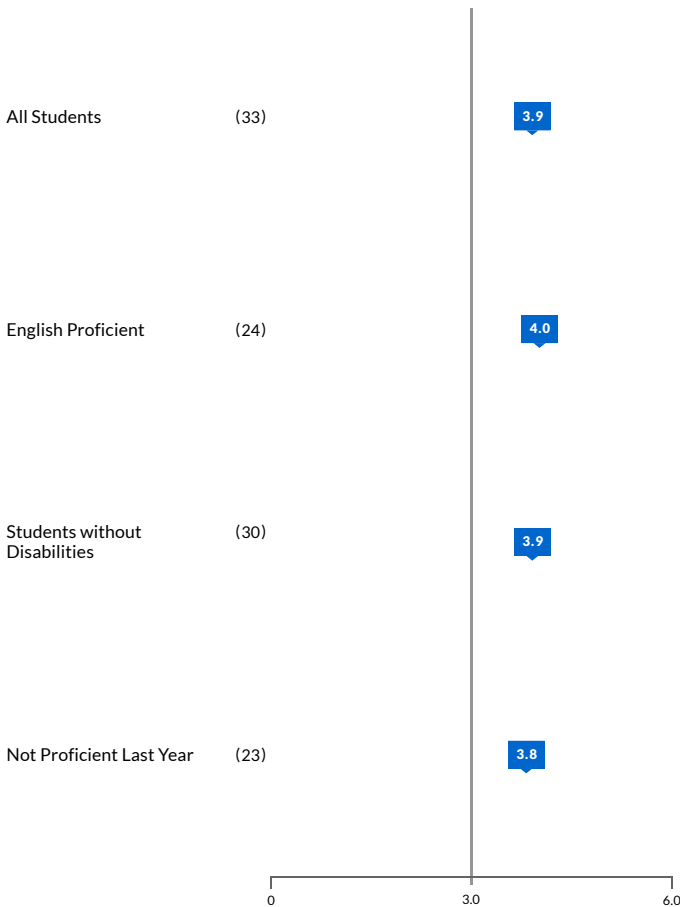 All Students (33) 3.9
English Proficient (24) 4.0
Students without (30) 3.9
Disabilities
Not Proficient Last Year (23) 3.8
0 3.0 6.0